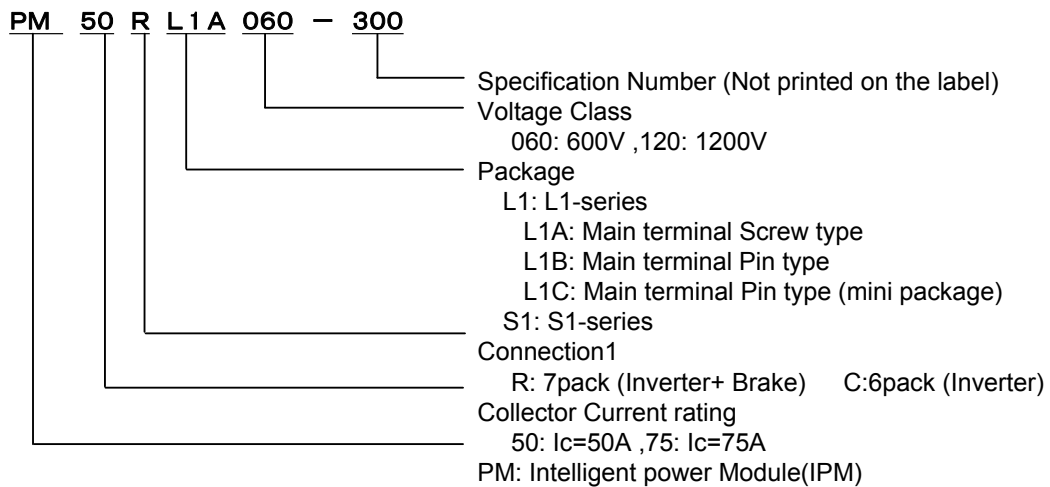 PM 50 R L1A 060 － 300
Specification Number (Not printed on the label)
Voltage Class
060: 600V ,120: 1200V
Package
L1: L1-series
L1A: Main terminal Screw type
L1B: Main terminal Pin type
L1C: Main terminal Pin type (mini package)
S1: S1-series
Connection1
R: 7pack (Inverter+ Brake) C:6pack (Inverter)
Collector Current rating
50: Ic=50A ,75: Ic=75A
PM: Intelligent power Module(IPM)